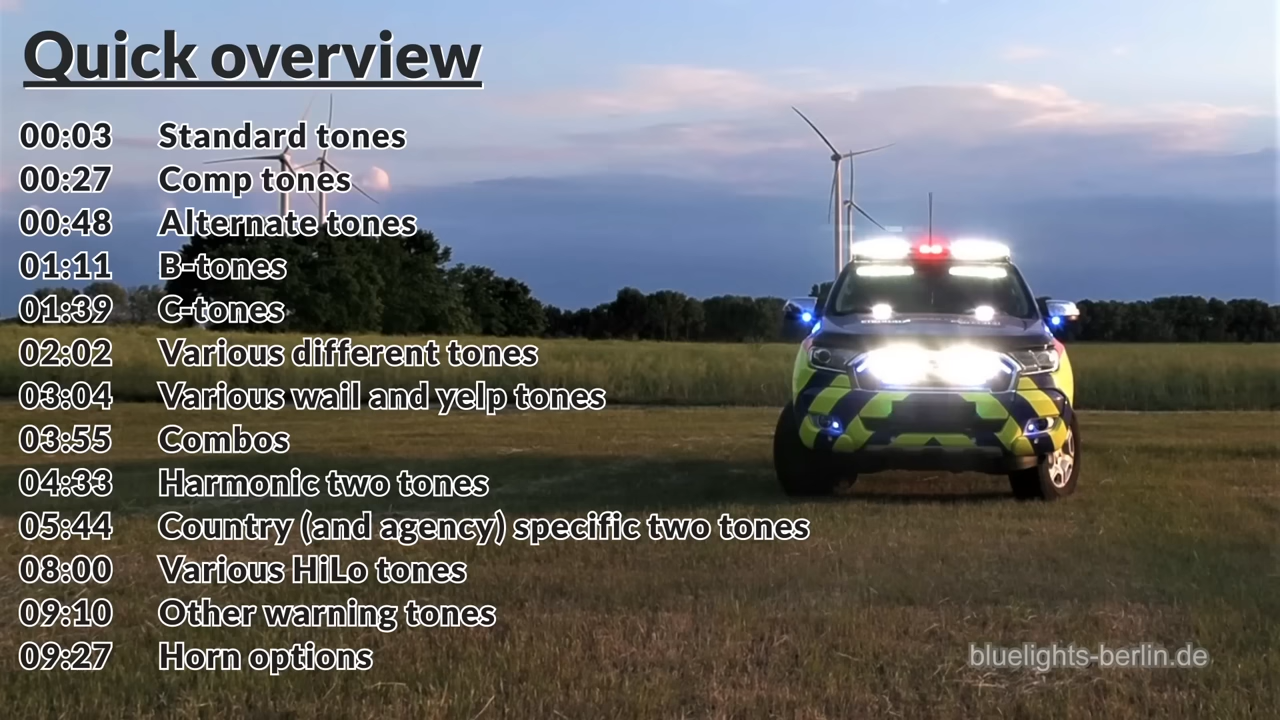 Quick overview
00:03 Standard tones
00:27 Comp tones
00:48 Alternate tones
01:11 B-tones
01:39 C-tones
02:02 Various different tones
03:04 Various wail and yelp tones
03:55 Combos
04:33 Harmonic two tones
05:44 Country (and agency) specific two tones
08:00 Various HiLo tones
09:10 Other warning tones
09:27 Horn options
bluelights-berlin.de